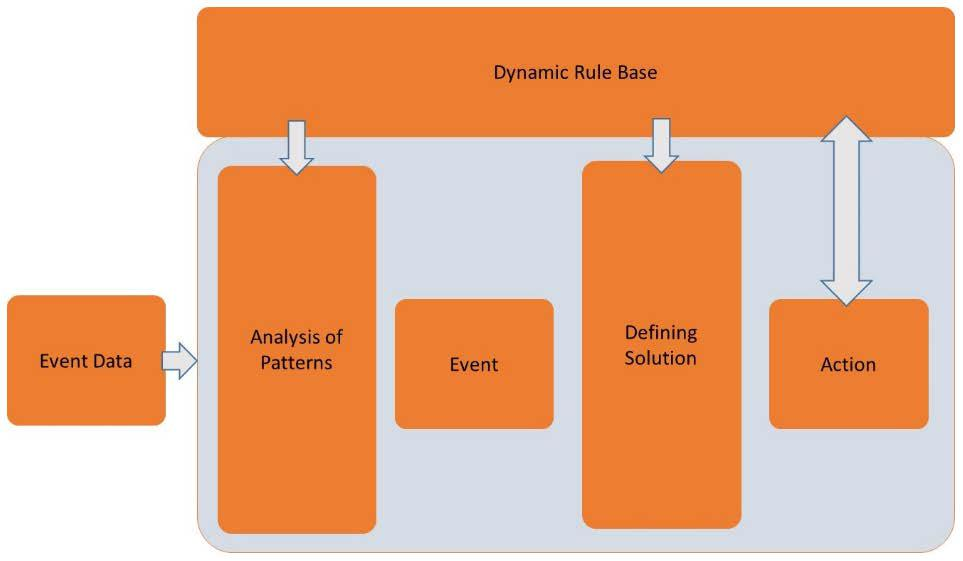 Dynamic Rule Base
Event Data
Analysis of
Patterns
Event
Defining
Solution
Action